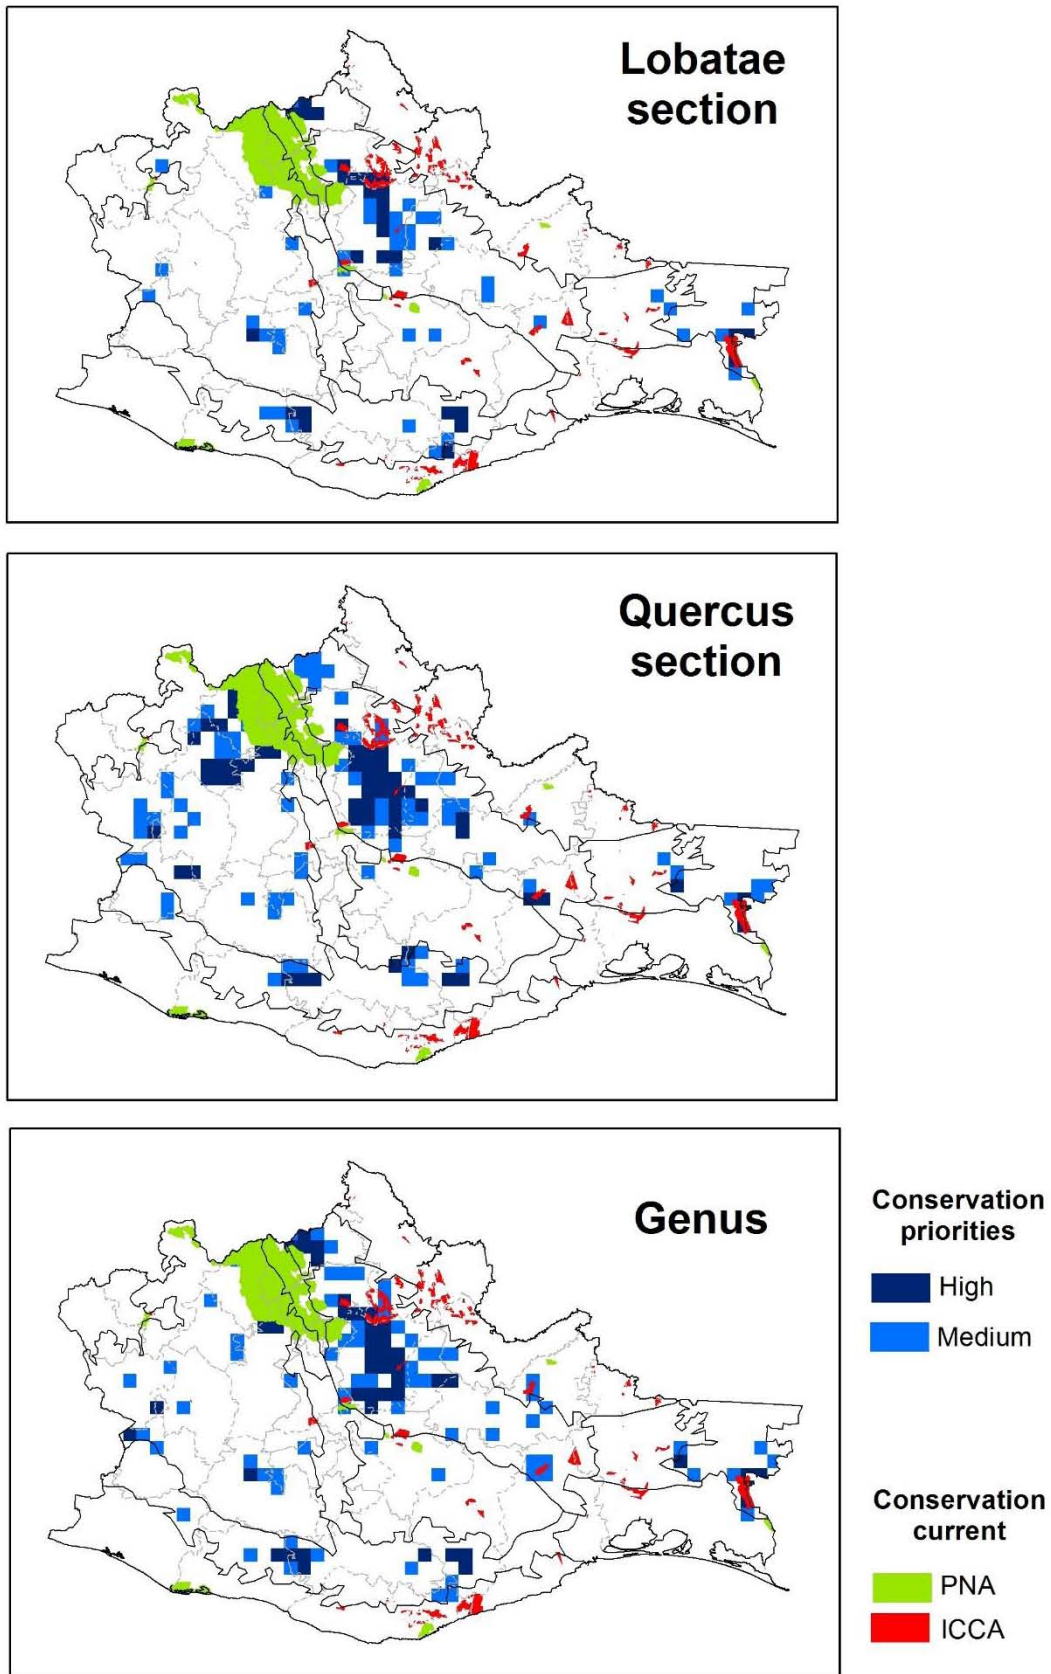 Lobatae
section
Quercus
section
Genus
Conservation
priorities
High
Medium
Conservation
current
PNA
ICCA